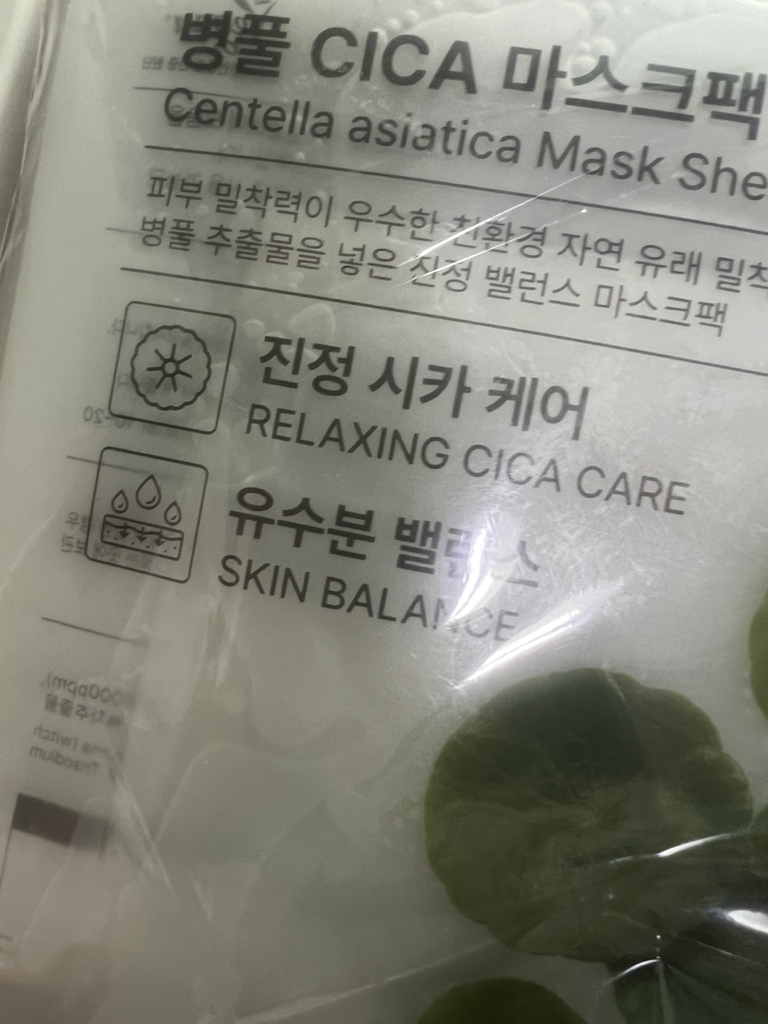 병풀 CICA 마스크팩
Centella asiatica Mask She
피부 밀착력이 우수한 친환경 자연 유래 밀착
병풀 추출물을 넣은 진정 밸런스 마스크팩
진정 시카 케어
RELAXING CICA CARE
유수분 밸런스
SKIN BALANCE